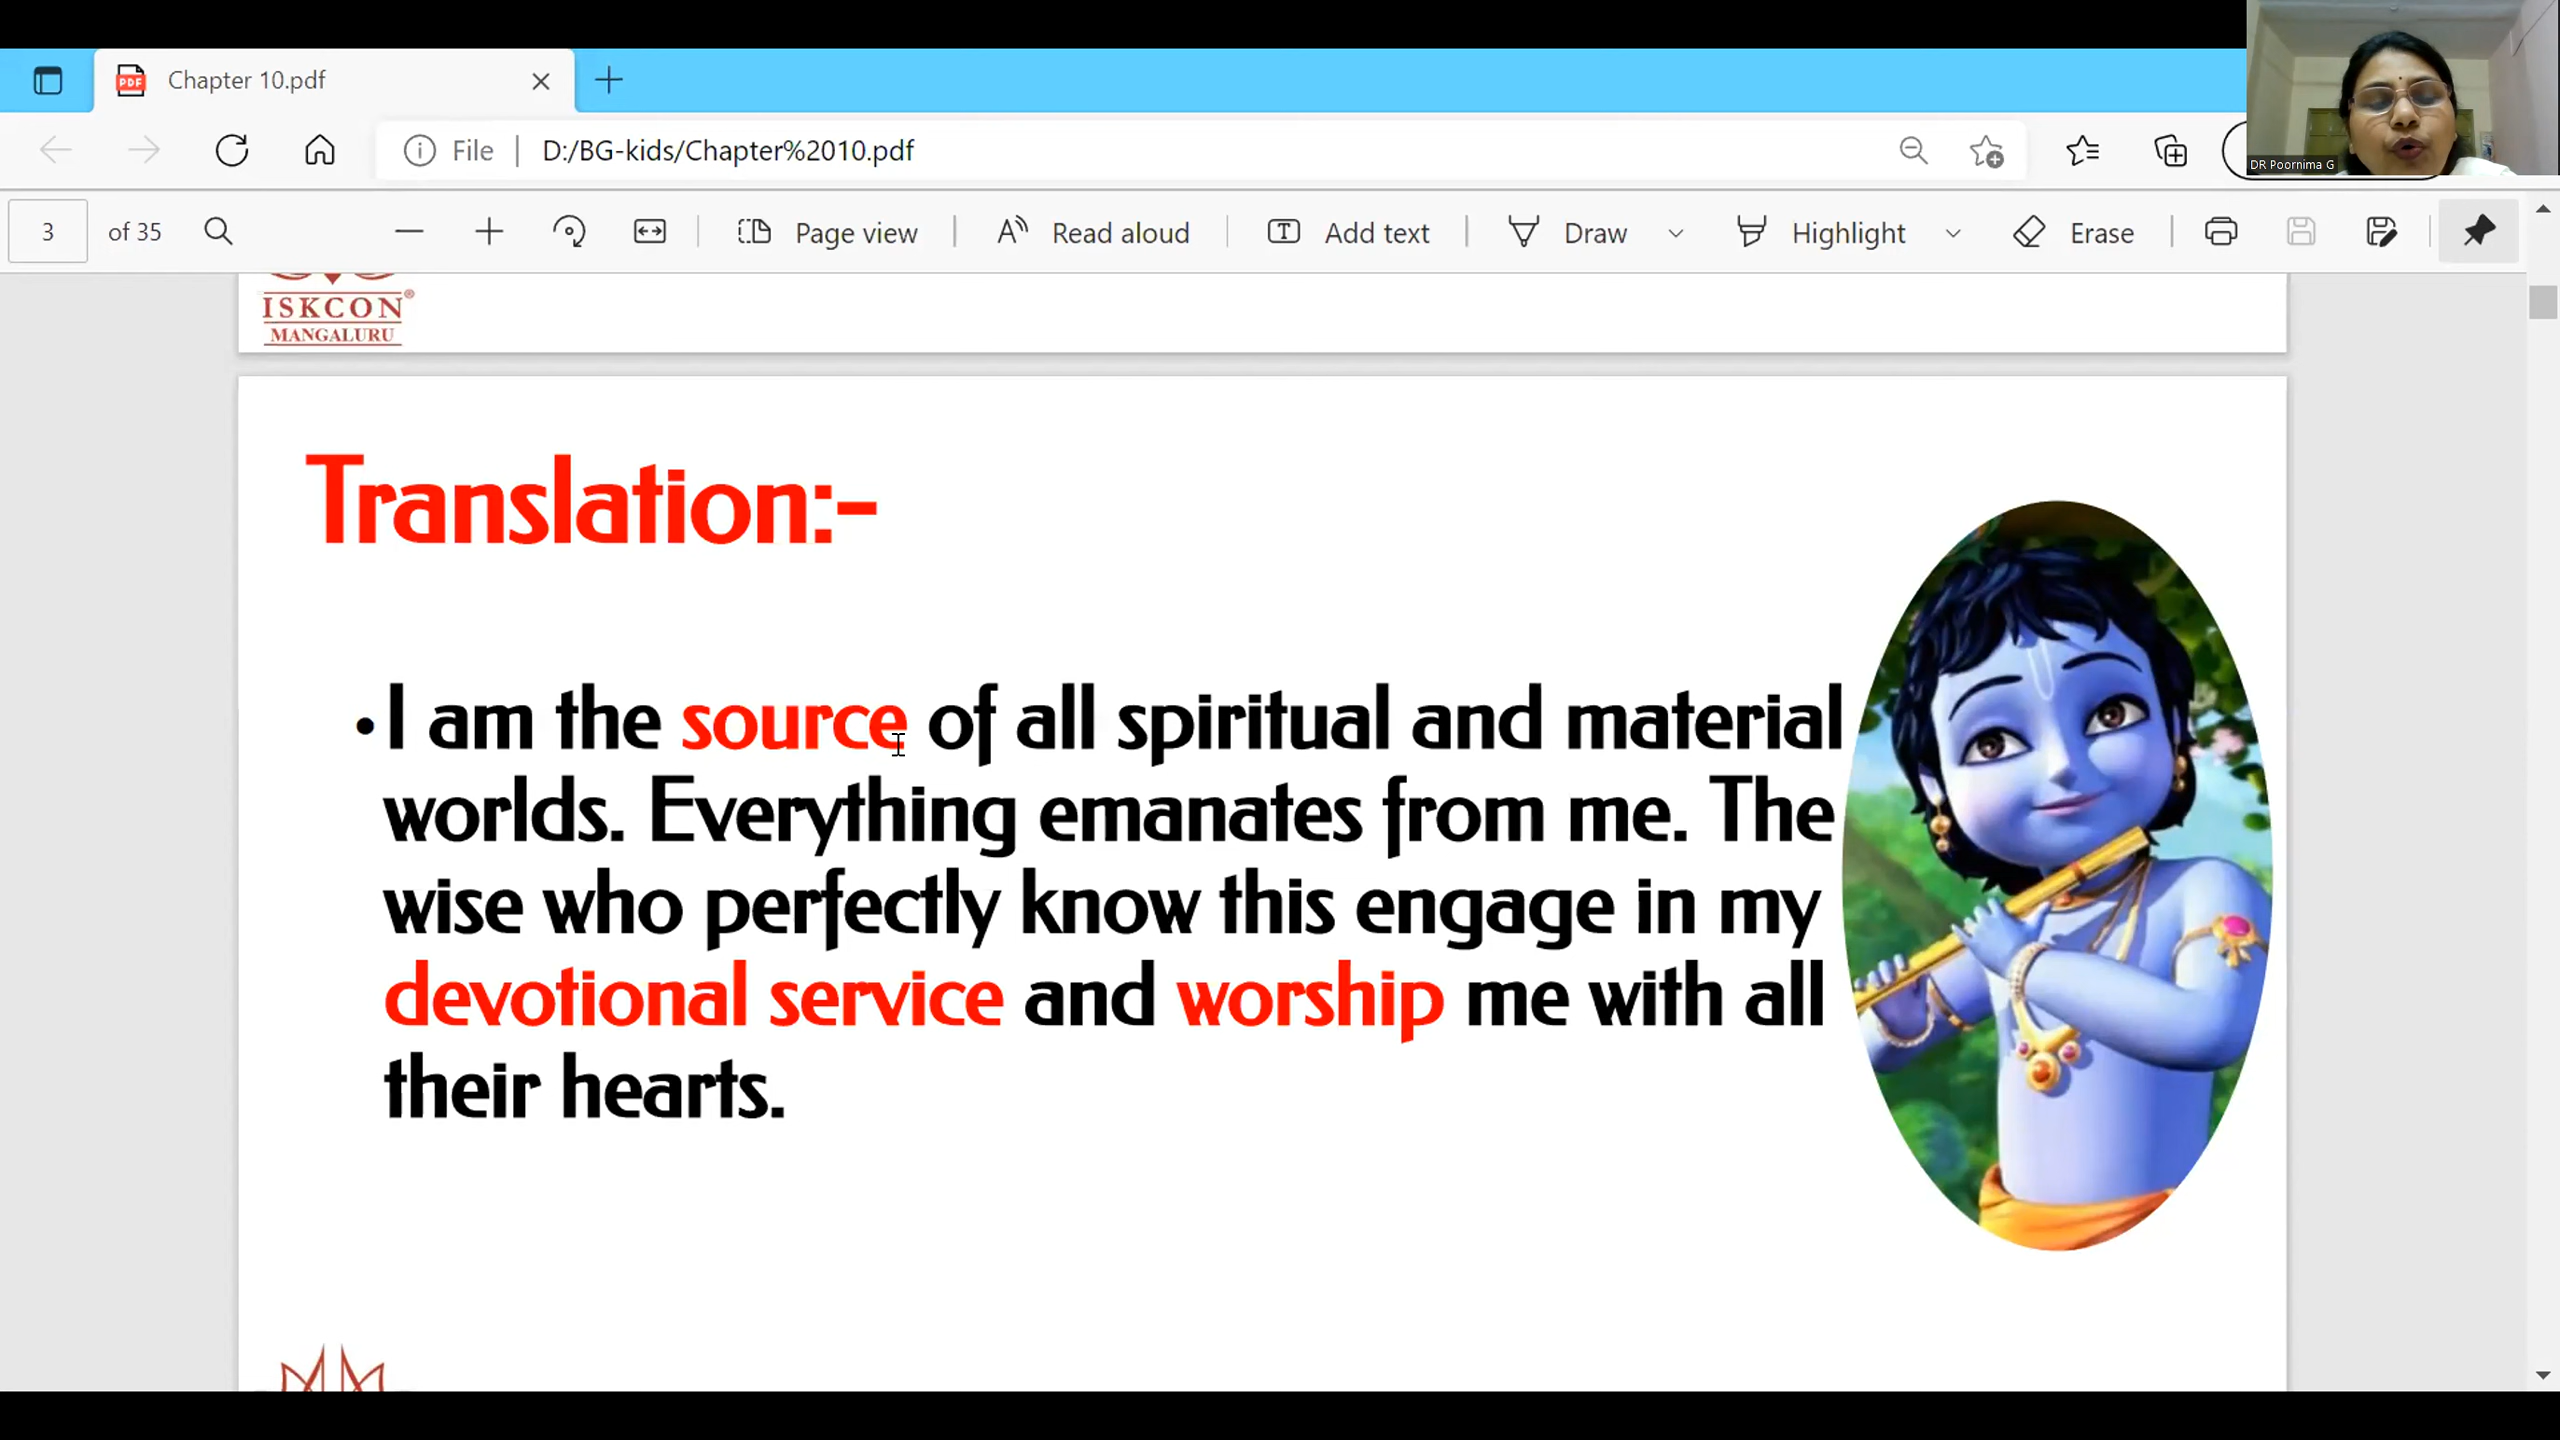 Chapter 10.pdf
File
D:/BG-kids/Chapter%2010.pdf
DR Poornima G
3 of 35
Page view
Read aloud
Add text
Draw
Highlight
Erase
ISKCON®
MANGALURU
Translation:-
• I am the source of all spiritual and material
worlds. Everything emanates from me. The
wise who perfectly know this engage in my
devotional service and worship me with all
their hearts.